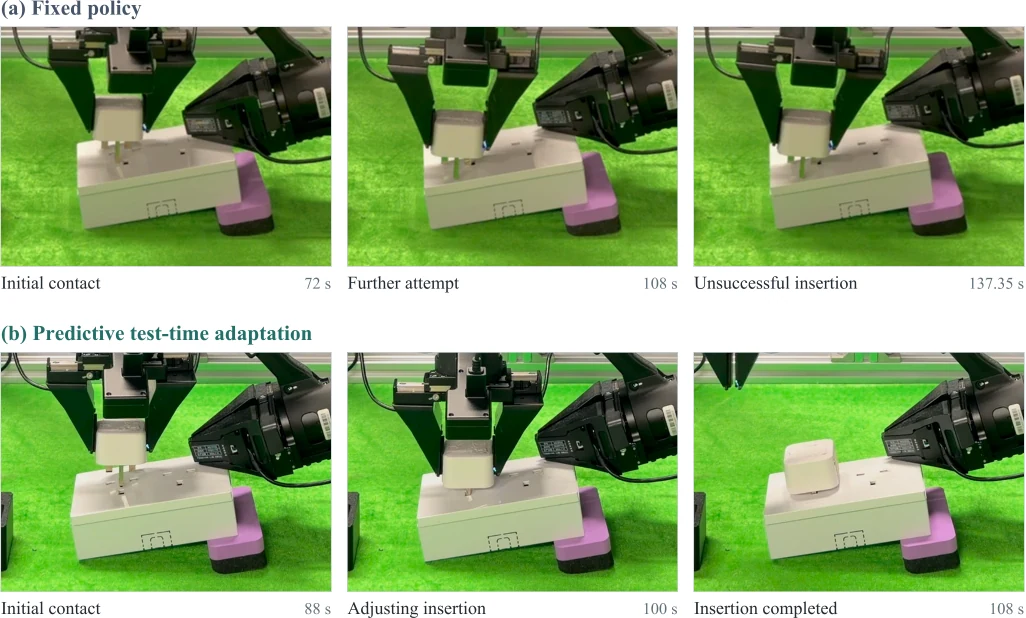 (a) Fixed policy
Initial contact 72 s
Further attempt 108 s
Unsuccessful insertion 137.35 s
(b) Predictive test-time adaptation
Initial contact 88 s
Adjusting insertion 100 s
Insertion completed 108 s